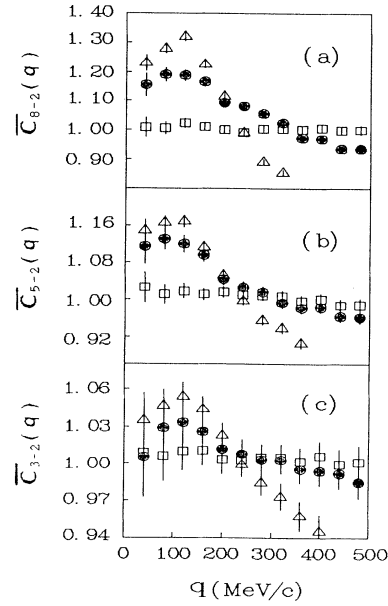 1.40
1.30
1.20
1.10
1.00
0.90
C̅₈₋₂(q)
(a)
1.16
1.08
1.00
0.92
C̅₅₋₂(q)
(b)
1.06
1.03
1.00
0.97
0.94
C̅₃₋₂(q)
(c)
0 100 200 300 400 500
q (MeV/c)